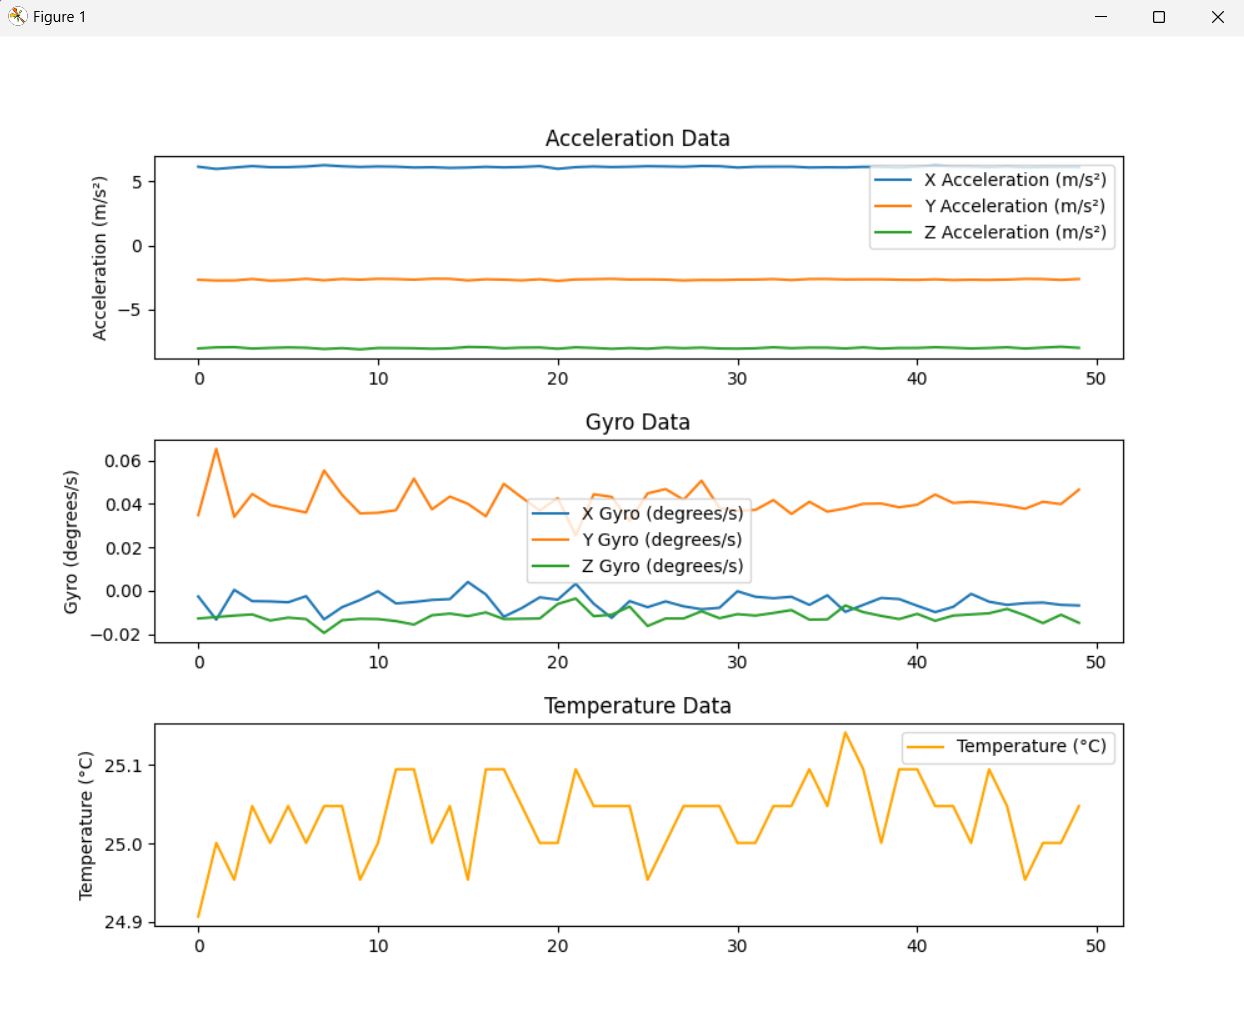 Figure 1
Acceleration Data
Acceleration (m/s²)
5
0
−5
X Acceleration (m/s²)
Y Acceleration (m/s²)
Z Acceleration (m/s²)
0 10 20 30 40 50
Gyro Data
Gyro (degrees/s)
0.06
0.04
0.02
0.00
−0.02
X Gyro (degrees/s)
Y Gyro (degrees/s)
Z Gyro (degrees/s)
0 10 20 30 40 50
Temperature Data
Temperature (°C)
25.1
25.0
24.9
Temperature (°C)
0 10 20 30 40 50